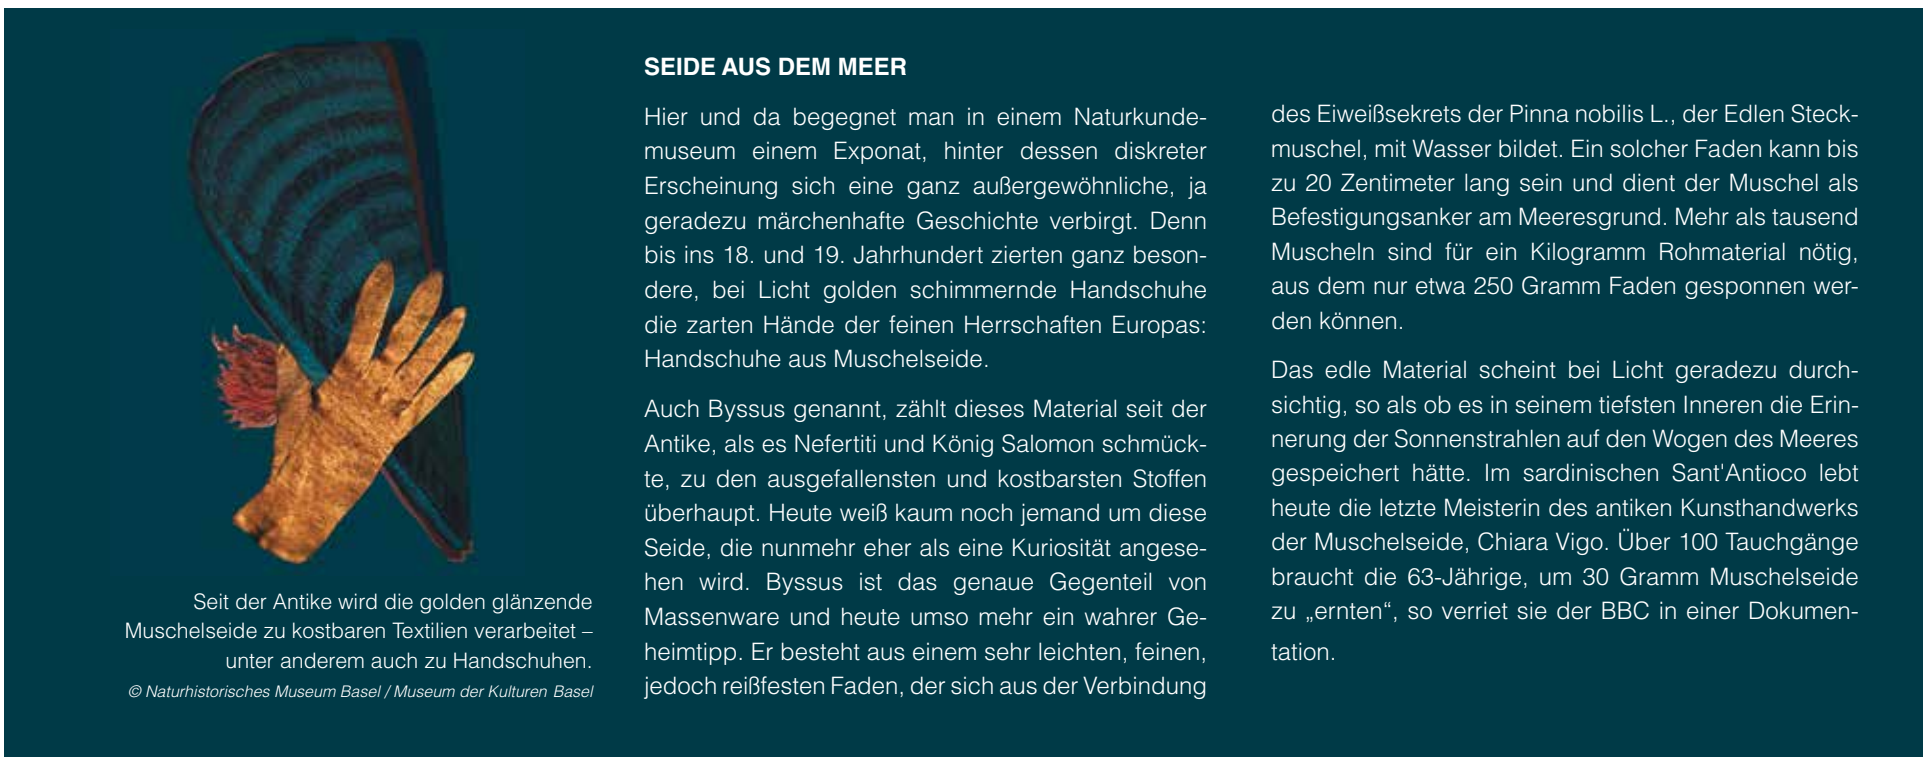 SEIDE AUS DEM MEER
Hier und da begegnet man in einem Naturkunde-
museum einem Exponat, hinter dessen diskreter
Erscheinung sich eine ganz außergewöhnliche, ja
geradezu märchenhafte Geschichte verbirgt. Denn
bis ins 18. und 19. Jahrhundert zierten ganz beson-
dere, bei Licht golden schimmernde Handschuhe
die zarten Hände der feinen Herrschaften Europas:
Handschuhe aus Muschelseide.
Auch Byssus genannt, zählt dieses Material seit der
Antike, als es Nefertiti und König Salomon schmück-
te, zu den ausgefallensten und kostbarsten Stoffen
überhaupt. Heute weiß kaum noch jemand um diese
Seide, die nunmehr eher als eine Kuriosität angese-
hen wird. Byssus ist das genaue Gegenteil von
Massenware und heute umso mehr ein wahrer Ge-
heimtipp. Er besteht aus einem sehr leichten, feinen,
jedoch reißfesten Faden, der sich aus der Verbindung
des Eiweißsekrets der Pinna nobilis L., der Edlen Steck-
muschel, mit Wasser bildet. Ein solcher Faden kann bis
zu 20 Zentimeter lang sein und dient der Muschel als
Befestigungsanker am Meeresgrund. Mehr als tausend
Muscheln sind für ein Kilogramm Rohmaterial nötig,
aus dem nur etwa 250 Gramm Faden gesponnen wer-
den können.
Das edle Material scheint bei Licht geradezu durch-
sichtig, so als ob es in seinem tiefsten Inneren die Erin-
nerung der Sonnenstrahlen auf den Wogen des Meeres
gespeichert hätte. Im sardinischen Sant'Antioco lebt
heute die letzte Meisterin des antiken Kunsthandwerks
der Muschelseide, Chiara Vigo. Über 100 Tauchgänge
braucht die 63-Jährige, um 30 Gramm Muschelseide
zu „ernten“, so verriet sie der BBC in einer Dokumen-
tation.
Seit der Antike wird die golden glänzende
Muschelseide zu kostbaren Textilien verarbeitet –
unter anderem auch zu Handschuhen.
© Naturhistorisches Museum Basel / Museum der Kulturen Basel